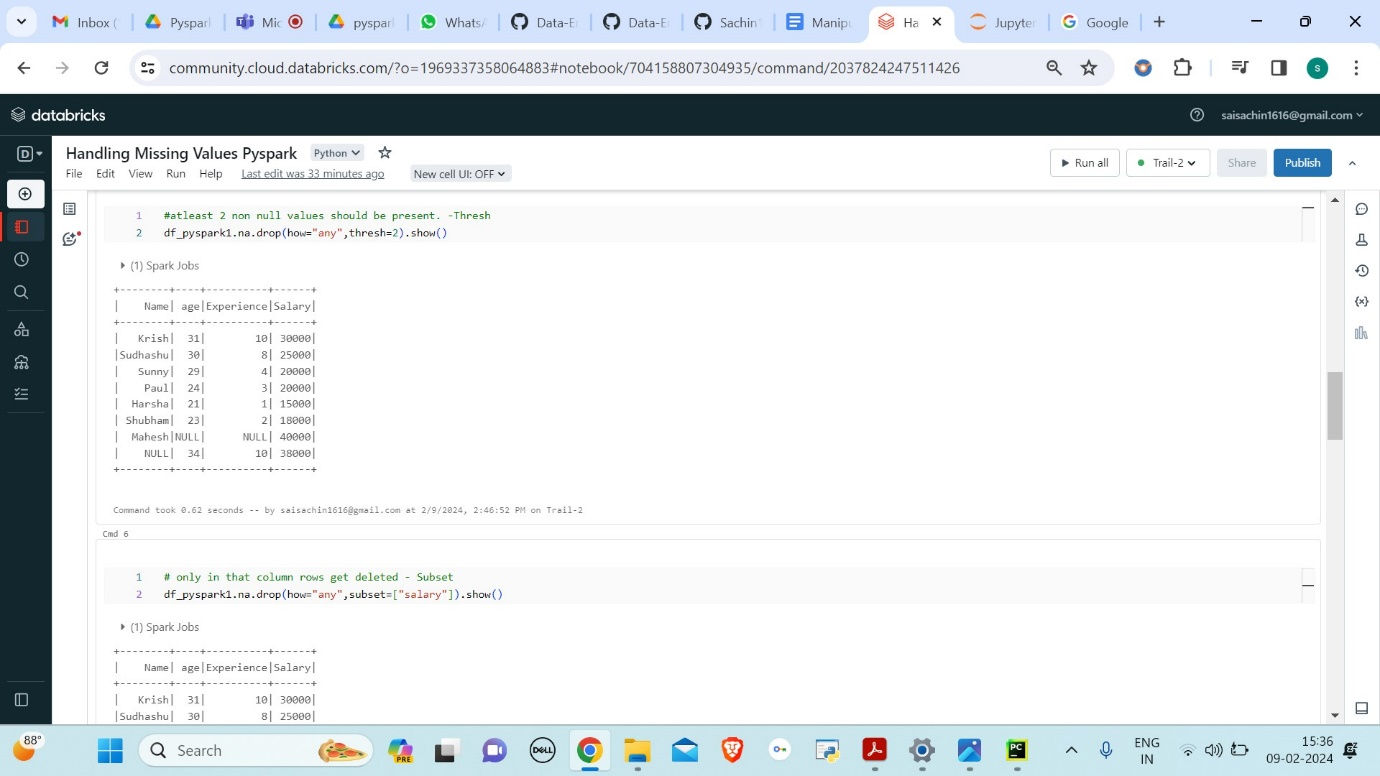 Inbox (
Pyspark
Mic
pyspark
WhatsA
Data-E
Data-E
Sachin1
Manipu
Ha
Jupyter
Google
community.cloud.databricks.com/?o=1969337358064883#notebook/704158807304935/command/2037824247511426
s
databricks
saisachin1616@gmail.com
D
Handling Missing Values Pyspark Python
Run all
Trail-2
Share
Publish
File Edit View Run Help Last edit was 33 minutes ago New cell UI: OFF
1 #atleast 2 non null values should be present. -Thresh
2 df_pyspark1.na.drop(how="any",thresh=2).show()
(1) Spark Jobs
+--------+----+----------+------+
|    Name| age|Experience|Salary|
+--------+----+----------+------+
|   Krish|  31|        10| 30000|
|Sudhashu|  30|         8| 25000|
|   Sunny|  29|         4| 20000|
|    Paul|  24|         3| 20000|
|  Harsha|  21|         1| 15000|
| Shubham|  23|         2| 18000|
|  Mahesh|NULL|      NULL| 40000|
|    NULL|  34|        10| 38000|
+--------+----+----------+------+
Command took 0.62 seconds -- by saisachin1616@gmail.com at 2/9/2024, 2:46:52 PM on Trail-2
Cmd 6
1 # only in that column rows get deleted - Subset
2 df_pyspark1.na.drop(how="any",subset=["salary"]).show()
(1) Spark Jobs
+--------+----+----------+------+
|    Name| age|Experience|Salary|
+--------+----+----------+------+
|   Krish|  31|        10| 30000|
|Sudhashu|  30|         8| 25000|
88°
Search
PRE
DELL
PC
ENG
IN
15:36
09-02-2024